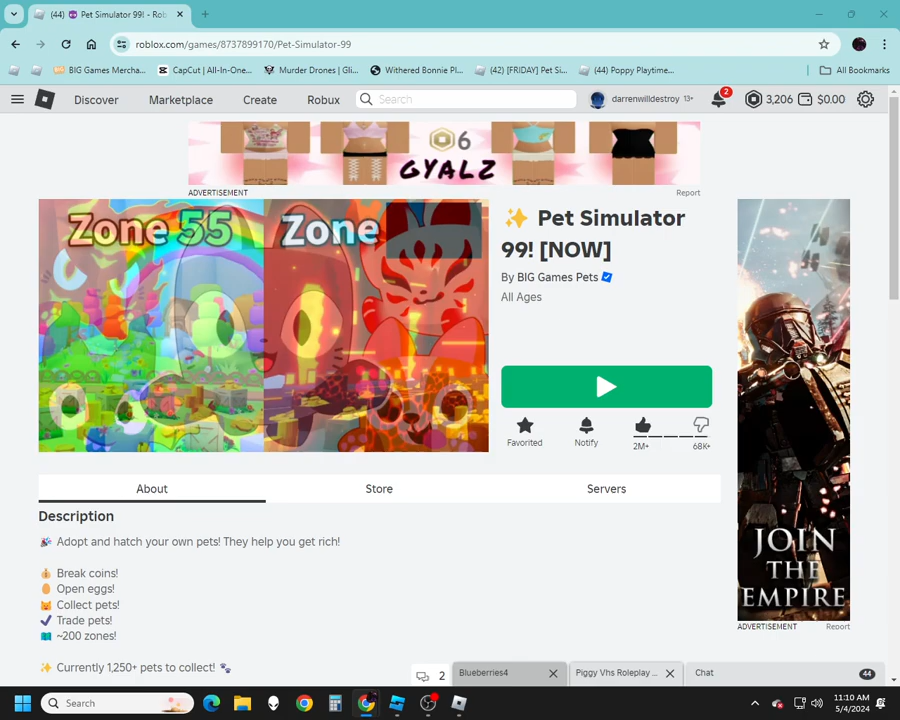 (44) 😈 Pet Simulator 99! - Rob
roblox.com/games/8737899170/Pet-Simulator-99
BIG Games Mercha...
CapCut | All-In-One...
Murder Drones | Gli...
Withered Bonnie Pl...
(42) [FRIDAY] Pet Si...
(44) Poppy Playtime...
All Bookmarks
Discover
Marketplace
Create
Robux
Search
darrenwilldestroy 13+
2
3,206
$0.00
6
GYALZ
ADVERTISEMENT
Report
Zone 55
Zone
✨ Pet Simulator
99! [NOW]
By BIG Games Pets
All Ages
Favorited
Notify
2M+
68K+
About
Store
Servers
Description
🎉 Adopt and hatch your own pets! They help you get rich!
💰 Break coins!
🥚 Open eggs!
😸 Collect pets!
✔️ Trade pets!
📖 ~200 zones!
✨ Currently 1,250+ pets to collect! 🐾
JOIN
THE
EMPIRE
ADVERTISEMENT
Report
2
Blueberries4
Piggy Vhs Roleplay ...
Chat
44
Search
11:10 AM
5/4/2024